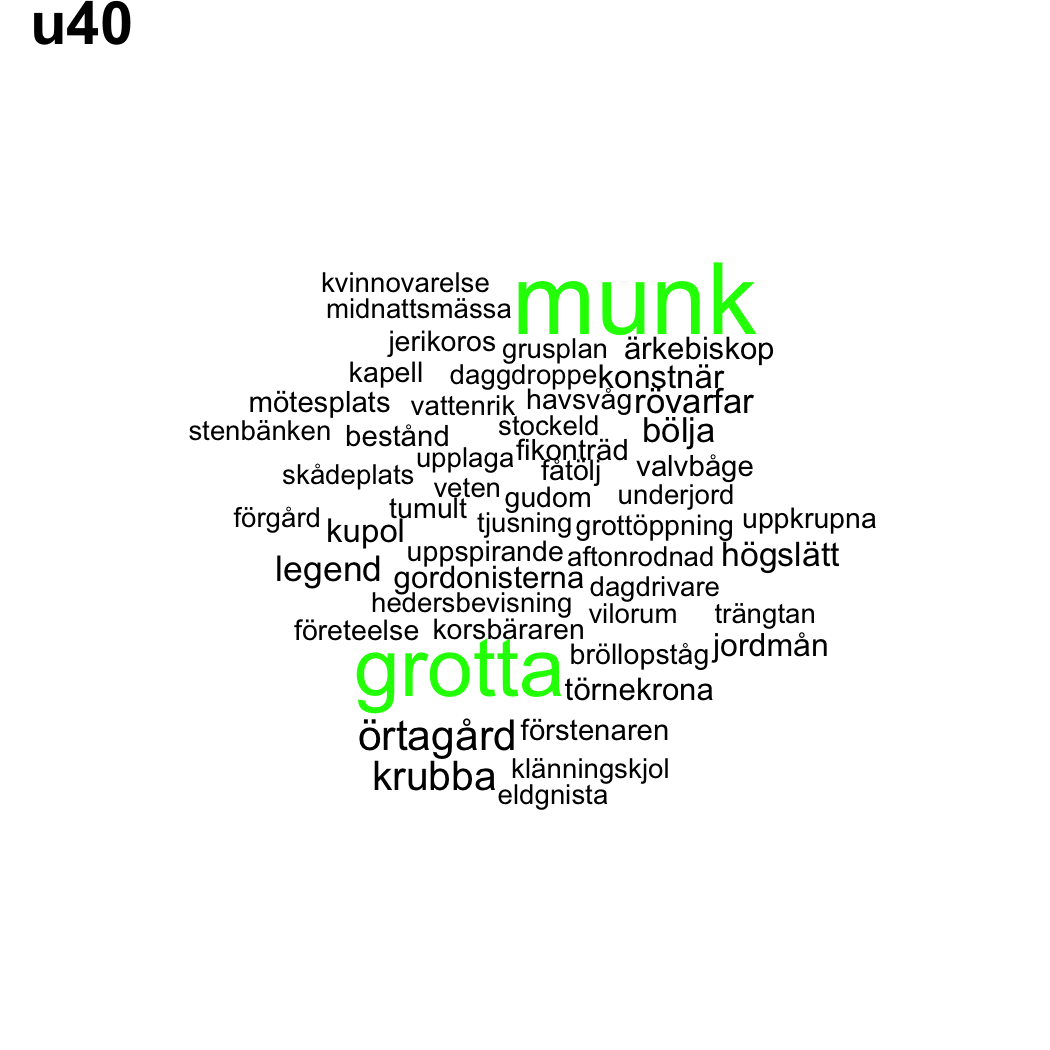 u40
kvinnovarelse
munk
midnattsmässa
jerikoros
grusplan
ärkebiskop
kapell
daggdroppe
konstnär
mötesplats
vattenrik
havsvåg
rövarfar
stenbänken
bestånd
stockeld
bölja
upplaga
fikonträd
skådeplats
fåtölj
valvbåge
veten
gudom
underjord
tumult
förgård
kupol
tjusning
grottöppning
uppkrupna
uppspirande
aftonrodnad
högslätt
legend
gordonisterna
dagdrivare
hedersbevisning
vilorum
trängtan
företeelse
korsbäraren
jordmån
grotta
bröllopståg
törnekrona
örtagård
förstenaren
krubba
klänningskjol
eldgnista